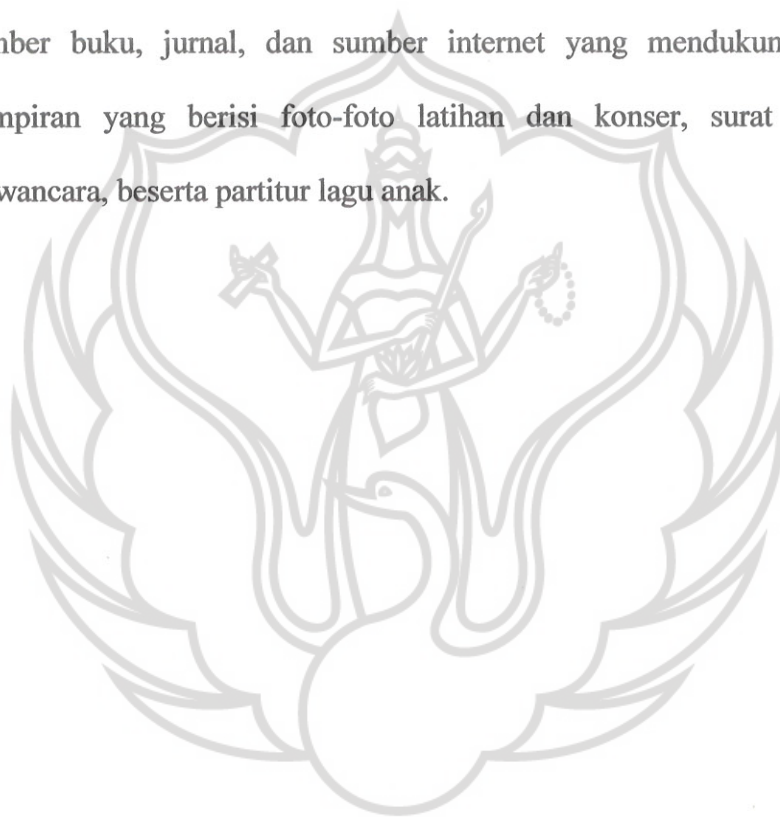 mber buku, jurnal, dan sumber internet yang mendukun
mpiran yang berisi foto-foto latihan dan konser, surat
wancara, beserta partitur lagu anak.